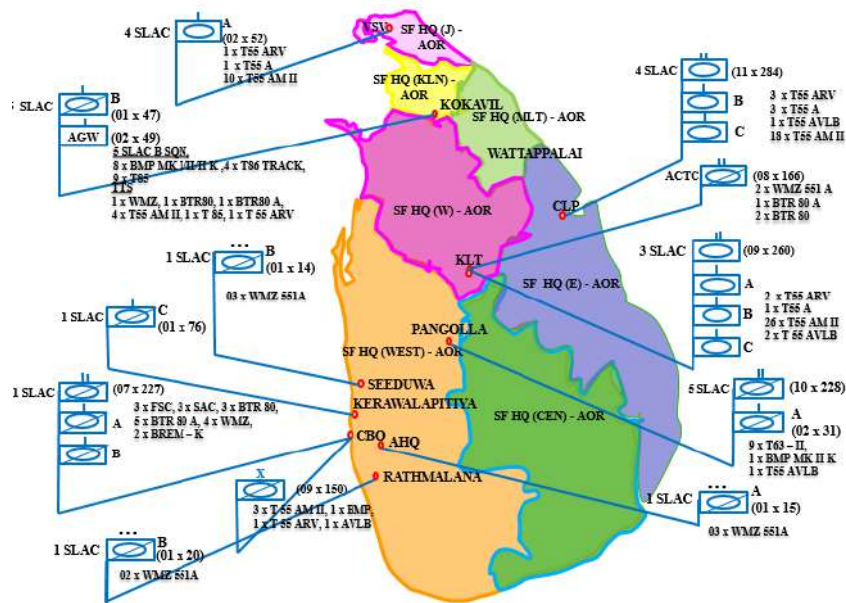 4 SLAC
A
(02 x 52)
1 x T55 ARV
1 x T55 A
10 x T55 AM II
VSV
SF HQ (J) -
AOR
SF HQ (KLN) -
AOR
KOKAVIL
SF HQ (MLT) - AOR
WATTAPPALAI
SLAC
B
(01 x 47)
AGW
(02 x 49)
5 SLAC B SQN,
9 x T85
1 x WMZ, 1 x BTR80, 1 x BTR80 A,
4 x T55 AM II, 1 x T 85, 1 x T 55 ARV
4 SLAC
(11 x 284)
B
C
3 x T55 ARV
3 x T55 A
1 x T55 AVLB
18 x T55 AM II
ACTC
(08 x 166)
2 x WMZ 551 A
1 x BTR 80 A
2 x BTR 80
SF HQ (W) - AOR
CLP
KLT
SF HQ (E) - AOR
3 SLAC
(09 x 260)
A
B
C
2 x T55 ARV
1 x T55 A
26 x T55 AM II
2 x T 55 AVLB
1 SLAC
B
(01 x 14)
03 x WMZ 551A
1 SLAC
C
(01 x 76)
PANGOLLA
SF HQ (WEST) - AOR
SEEDUWA
KERAWALAPITIYA
CBO
AHQ
RATHMALANA
SF HQ (CEN) - AOR
1 SLAC
(07 x 227)
A
B
3 x FSC, 3 x SAC, 3 x BTR 80,
5 x BTR 80 A, 4 x WMZ,
2 x BREM – K
5 SLAC
(10 x 228)
A
(02 x 31)
9 x T63 – II,
1 x BMP MK II K
1 x T55 AVLB
X
(09 x 150)
3 x T 55 AM II, 1 x BMP,
1 x T 55 ARV, 1 x AVLB
1 SLAC
A
(01 x 15)
03 x WMZ 551A
1 SLAC
B
(01 x 20)
02 x WMZ 551A